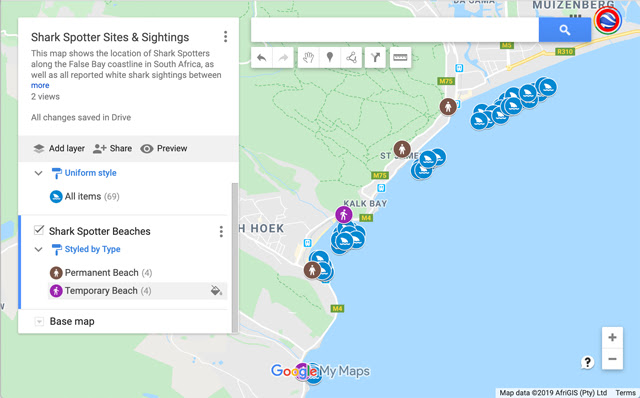 Shark Spotter Sites & Sightings
This map shows the location of Shark Spotters
along the False Bay coastline in South Africa, as
well as all reported white shark sightings between
more
2 views
All changes saved in Drive
Add layer Share Preview
Uniform style
All items (69)
Shark Spotter Beaches
Styled by Type
Permanent Beach (4)
Temporary Beach (4)
Base map
MUIZENBERG
M5
R310
M75
M75
KALK BAY
M4
H HOEK
M4
Google My Maps
Map data ©2019 AfriGIS (Pty) Ltd Terms